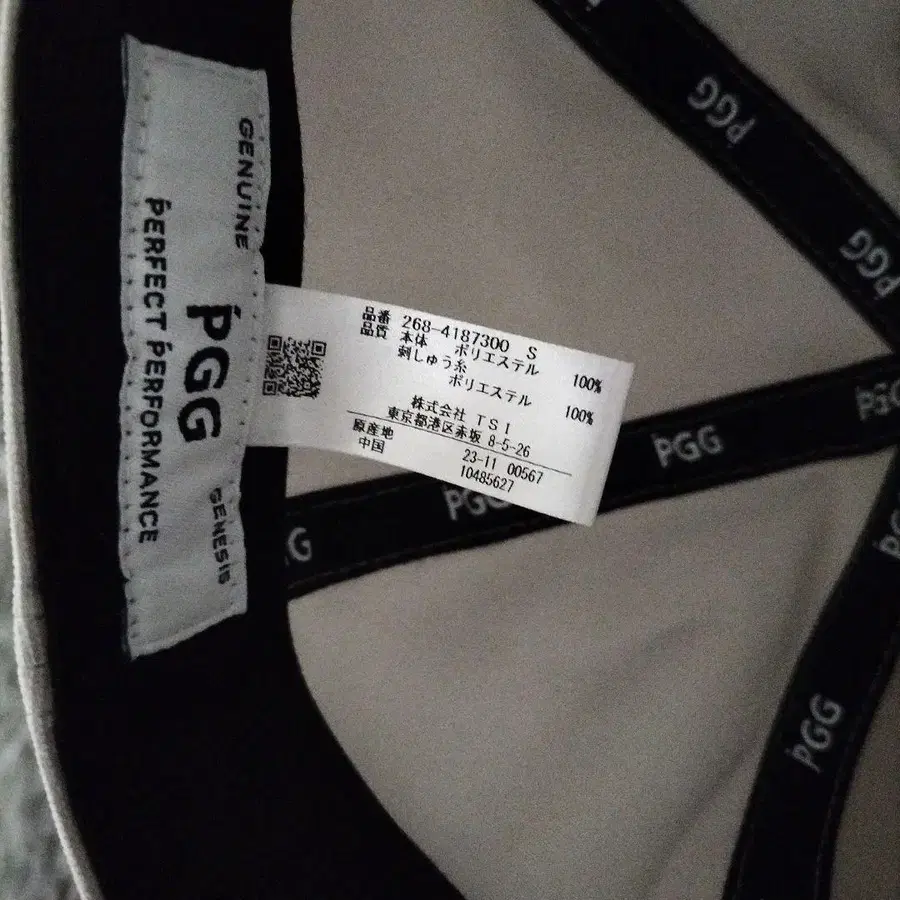 GENUINE
PGG
GENESIS
PERFECT PERFORMANCE
品番 268-4187300 S
品質 本体 ポリエステル 100%
刺しゅう糸
ポリエステル 100%
株式会社 TSI
東京都港区赤坂 8-5-26
原産地
中国
23-11 00567
10485627
PGG
PGG
PGG
PGG
PGG
PGG